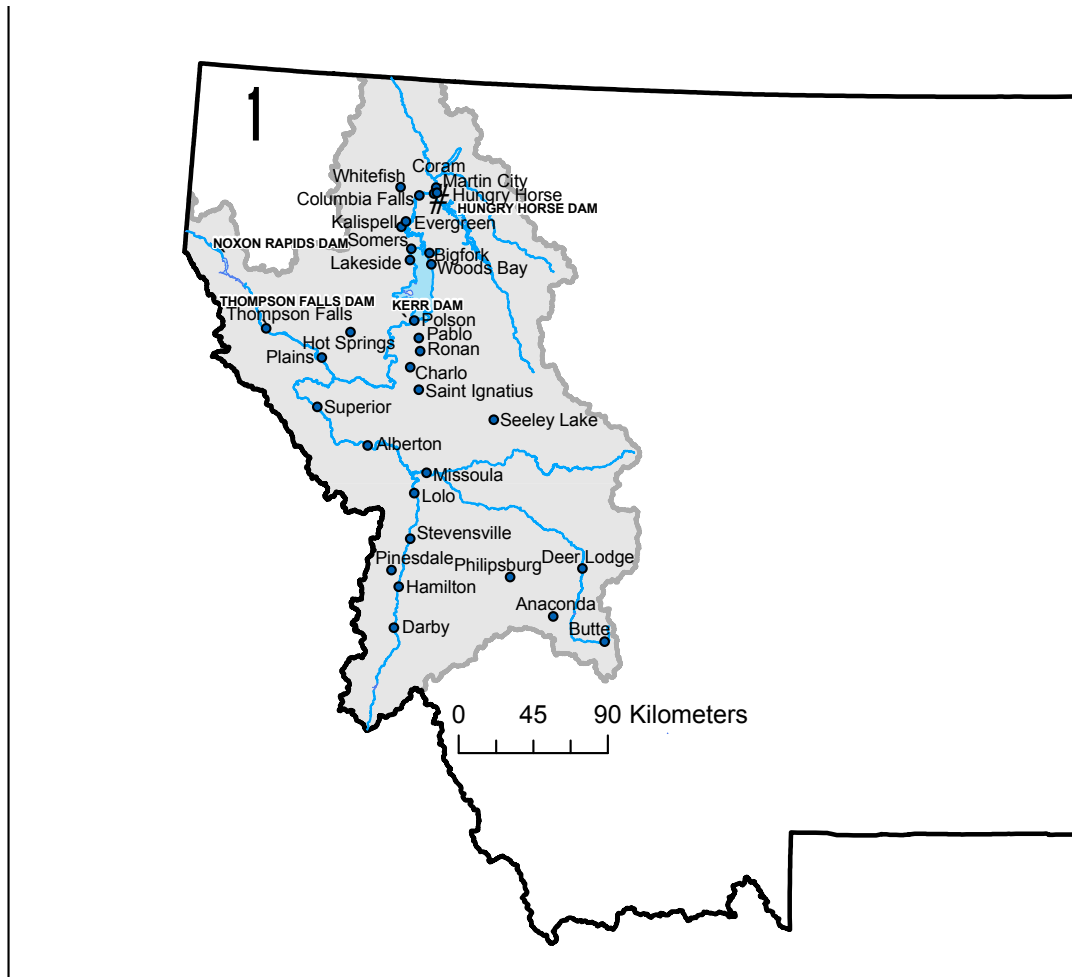 1
Coram
Whitefish
Martin City
Columbia Falls
Hungry Horse
#
HUNGRY HORSE DAM
Kalispell
Evergreen
Somers
NOXON RAPIDS DAM
Bigfork
Lakeside
Woods Bay
THOMPSON FALLS DAM
KERR DAM
Thompson Falls
Polson
Pablo
Hot Springs
Ronan
Plains
Charlo
Saint Ignatius
Superior
Seeley Lake
Alberton
Missoula
Lolo
Stevensville
Pinesdale
Philipsburg
Deer Lodge
Hamilton
Anaconda
Darby
Butte
0 45 90 Kilometers